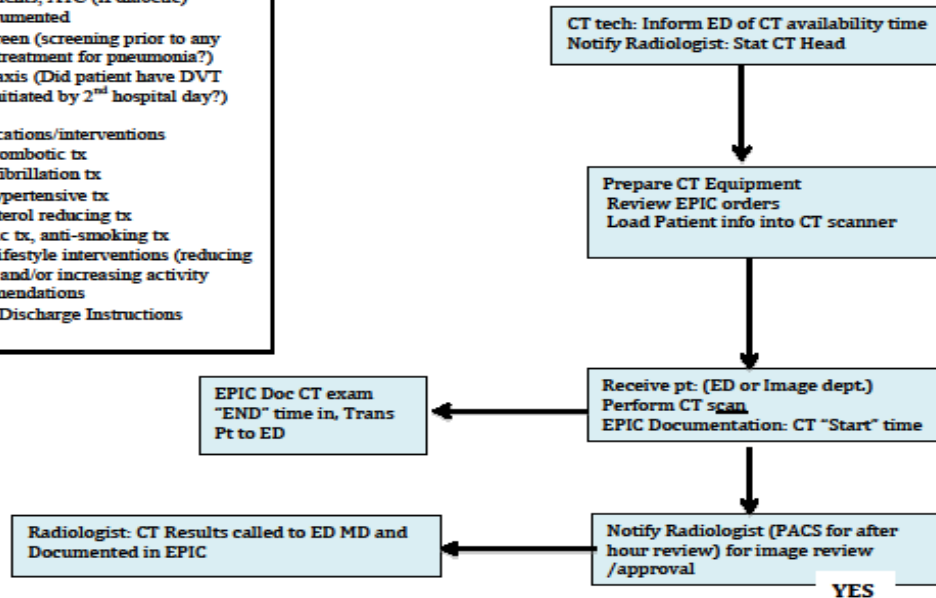 umented
reen (screening prior to any
treatment for pneumonia?)
axis (Did patient have DVT
nitiated by 2nd hospital day?)
cations/interventions
ombotic tx
ibrillation tx
ypertensive tx
terol reducing tx
ic tx, anti-smoking tx
ifestyle interventions (reducing
and/or increasing activity
mendations
Discharge Instructions
CT tech: Inform ED of CT availability time
Notify Radiologist: Stat CT Head
Prepare CT Equipment
Review EPIC orders
Load Patient info into CT scanner
Receive pt: (ED or Image dept.)
Perform CT scan
EPIC Documentation: CT "Start" time
EPIC Doc CT exam
"END" time in, Trans
Pt to ED
Notify Radiologist (PACS for after
hour review) for image review
/approval
Radiologist: CT Results called to ED MD and
Documented in EPIC
YES